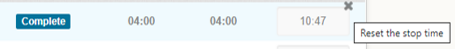 Complete 04:00 04:00 10:47
Reset the stop time